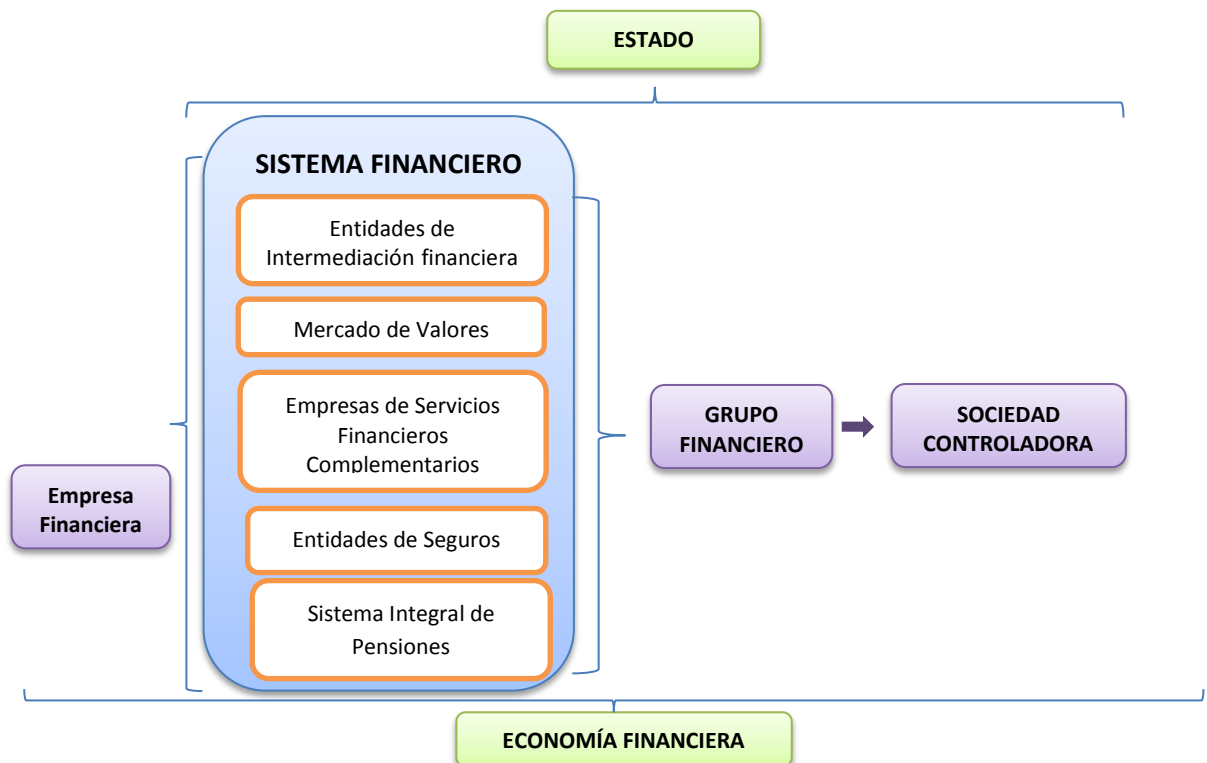 ESTADO
SISTEMA FINANCIERO
Entidades de
Intermediación financiera
Mercado de Valores
Empresas de Servicios
Financieros
Complementarios
Entidades de Seguros
Sistema Integral de
Pensiones
Empresa
Financiera
GRUPO
FINANCIERO
SOCIEDAD
CONTROLADORA
ECONOMÍA FINANCIERA